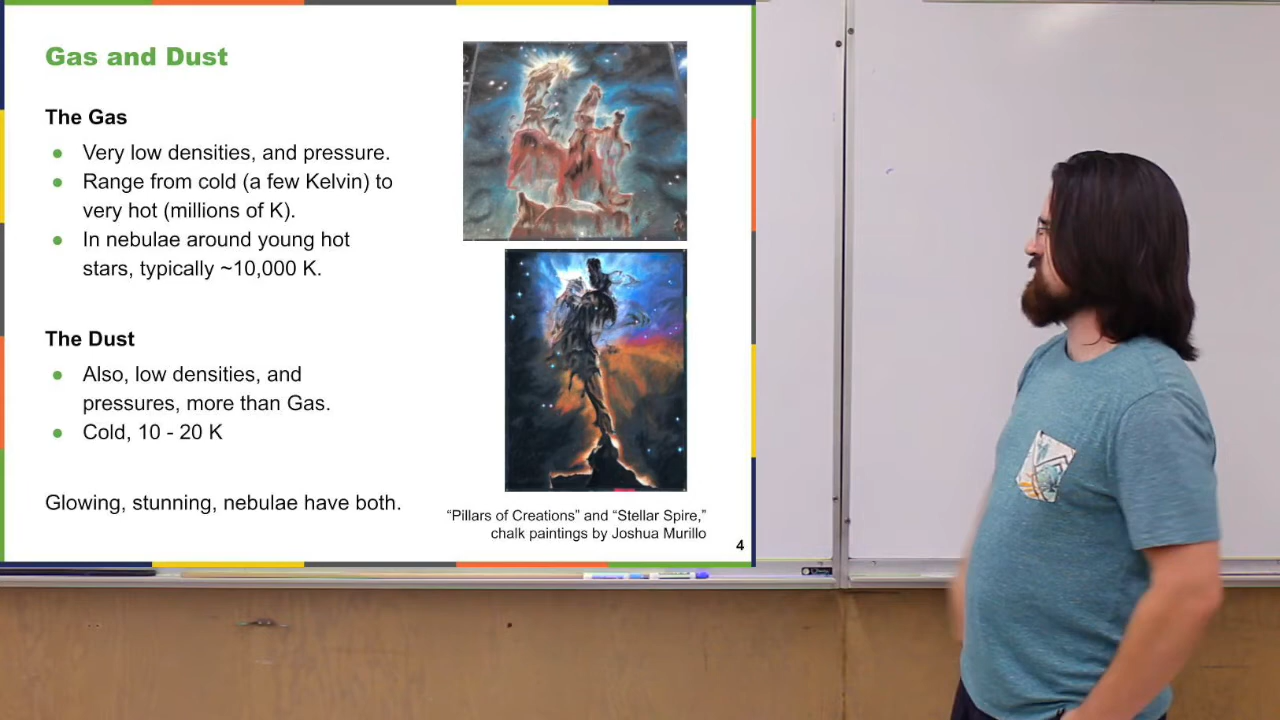 Gas and Dust
The Gas
● Very low densities, and pressure.
● Range from cold (a few Kelvin) to
very hot (millions of K).
● In nebulae around young hot
stars, typically ~10,000 K.
The Dust
● Also, low densities, and
pressures, more than Gas.
● Cold, 10 - 20 K
Glowing, stunning, nebulae have both.
“Pillars of Creations” and “Stellar Spire,”
chalk paintings by Joshua Murillo
4